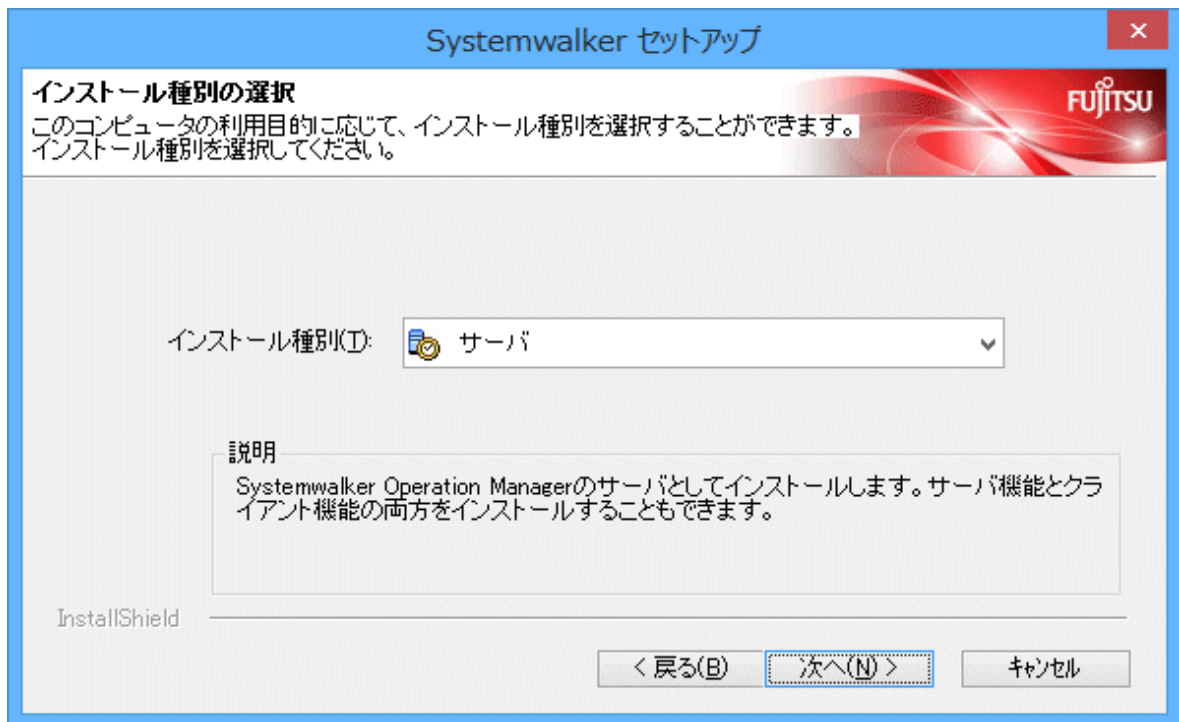 Systemwalker セットアップ
インストール種別の選択
FUJITSU
このコンピュータの利用目的に応じて、インストール種別を選択することができます。
インストール種別を選択してください。
インストール種別(T):
サーバ
説明
Systemwalker Operation Managerのサーバとしてインストールします。サーバ機能とクラ
イアント機能の両方をインストールすることもできます。
InstallShield
< 戻る(B)
次へ(N) >
キャンセル